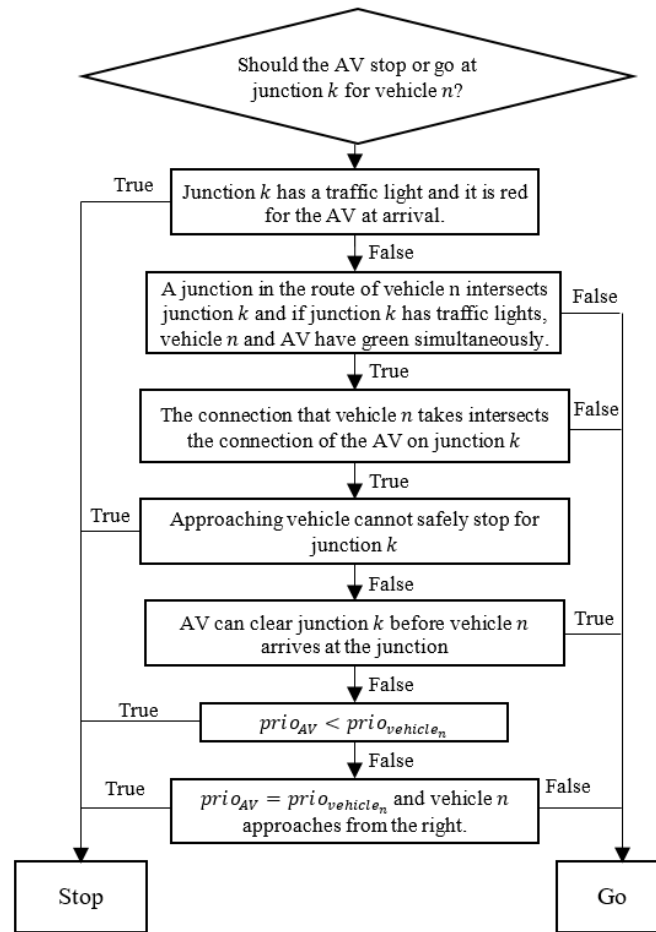 Should the AV stop or go at
junction k for vehicle n?
True
Junction k has a traffic light and it is red
for the AV at arrival.
False
A junction in the route of vehicle n intersects
junction k and if junction k has traffic lights,
vehicle n and AV have green simultaneously.
False
True
The connection that vehicle n takes intersects
the connection of the AV on junction k
False
True
True
Approaching vehicle cannot safely stop for
junction k
False
AV can clear junction k before vehicle n
arrives at the junction
True
False
True
prio_AV < prio_vehicle_n
False
True
prio_AV = prio_vehicle_n and vehicle n
approaches from the right.
False
Stop
Go